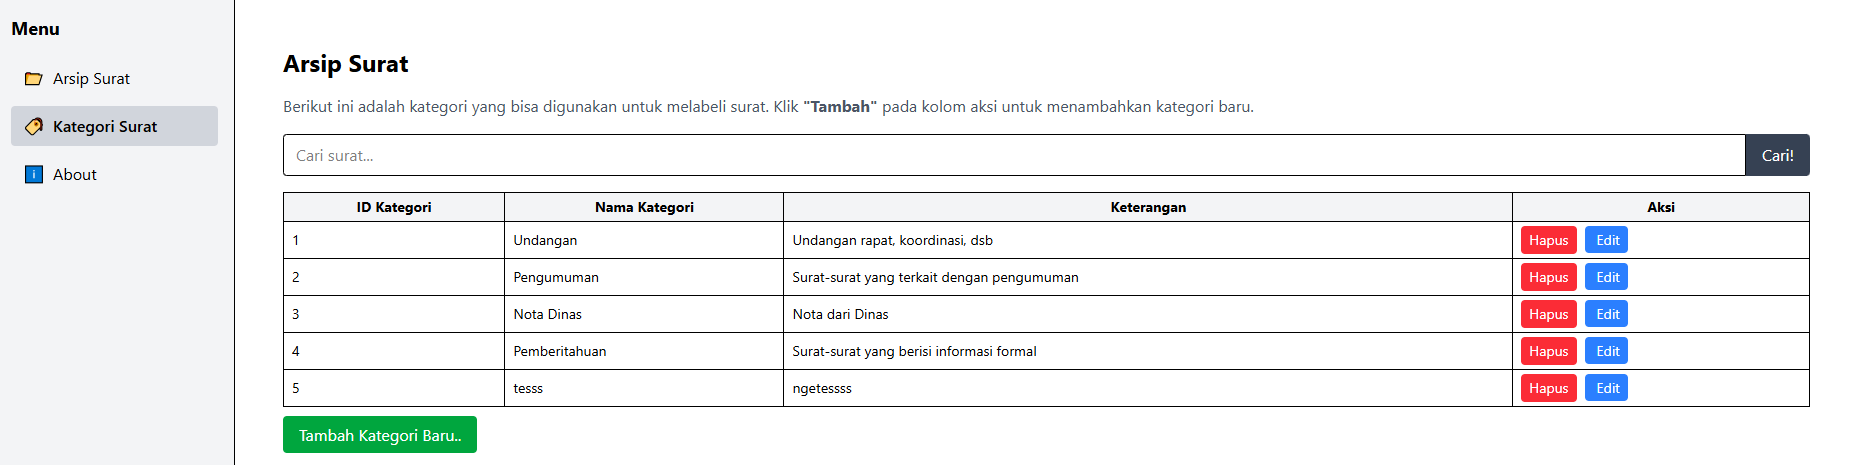 Menu
Arsip Surat
Kategori Surat
About
Arsip Surat
Berikut ini adalah kategori yang bisa digunakan untuk melabeli surat. Klik "Tambah" pada kolom aksi untuk menambahkan kategori baru.
Cari surat... Cari!
ID Kategori Nama Kategori Keterangan Aksi
1 Undangan Undangan rapat, koordinasi, dsb Hapus Edit
2 Pengumuman Surat-surat yang terkait dengan pengumuman Hapus Edit
3 Nota Dinas Nota dari Dinas Hapus Edit
4 Pemberitahuan Surat-surat yang berisi informasi formal Hapus Edit
5 tesss ngetessss Hapus Edit
Tambah Kategori Baru..